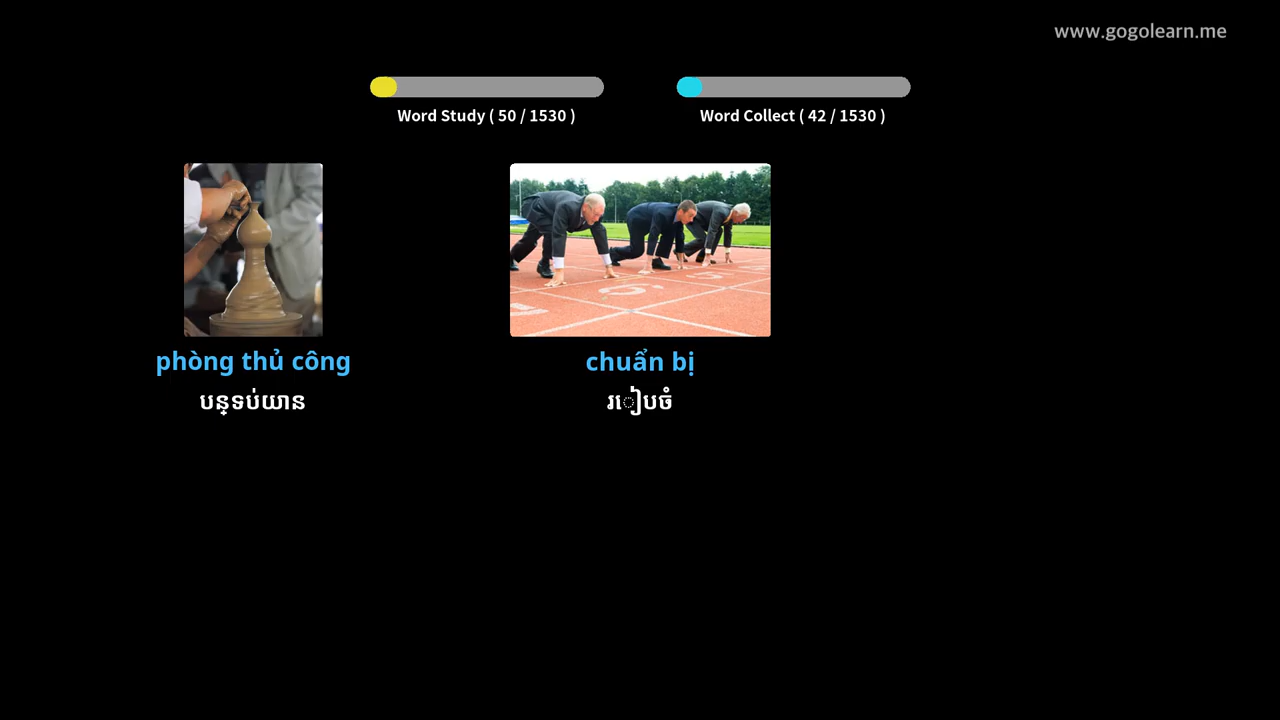 www.gogolearn.me
Word Study ( 50 / 1530 )
Word Collect ( 42 / 1530 )
phòng thủ công
បន្ទប់យាន
chuẩn bị
រៀបចំ